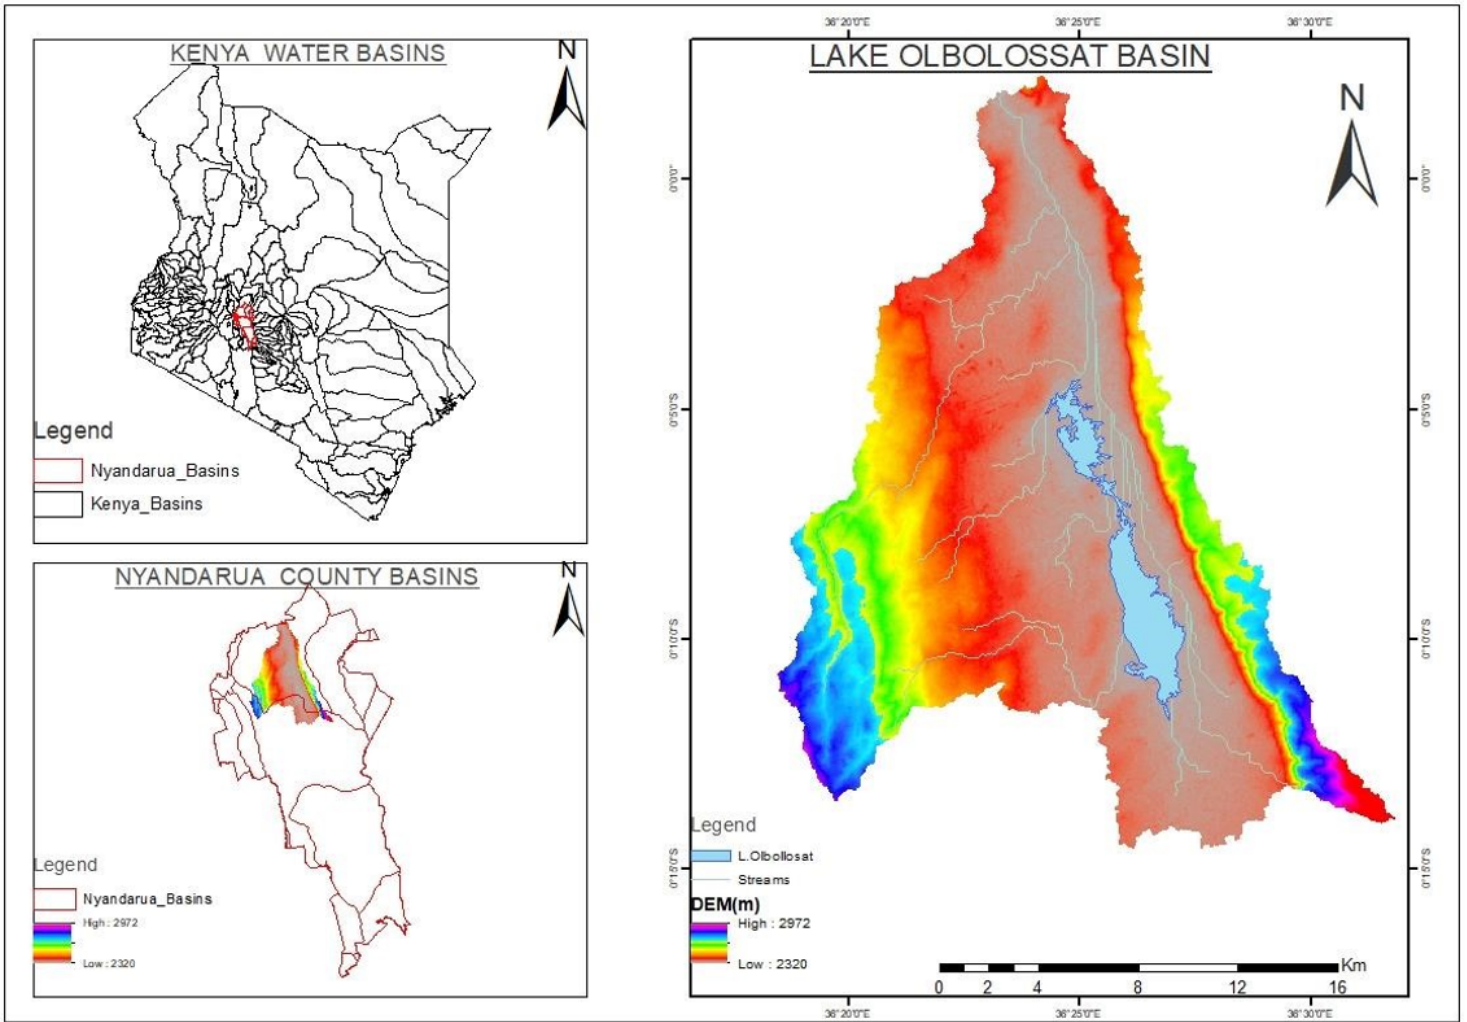 KENYA WATER BASINS
N
Legend
Nyandarua_Basins
Kenya_Basins
NYANDARUA COUNTY BASINS
N
Legend
Nyandarua_Basins
High : 2972
Low : 2320
36°20'0"E 36°25'0"E 36°30'0"E
LAKE OLBOLOSSAT BASIN
N
0°0'0" 0°0'0"
0°5'0"S 0°5'0"S
0°10'0"S 0°10'0"S
0°15'0"S 0°15'0"S
Legend
L.Olbollosat
Streams
DEM(m)
High : 2972
Low : 2320
Km
0 2 4 8 12 16
36°20'0"E 36°25'0"E 36°30'0"E